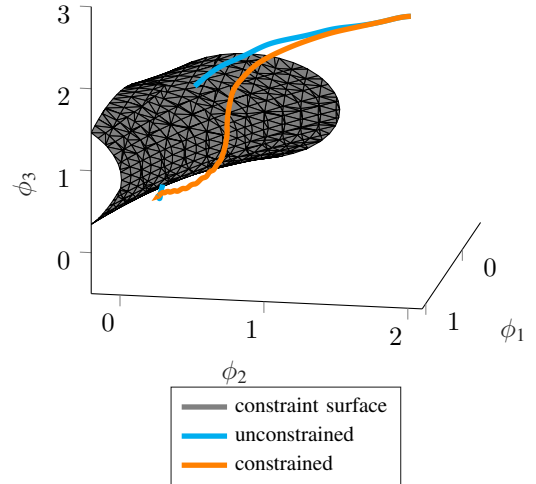 3
2
1
0
ϕ3
0
1
2
ϕ2
1
0
ϕ1
constraint surface
unconstrained
constrained